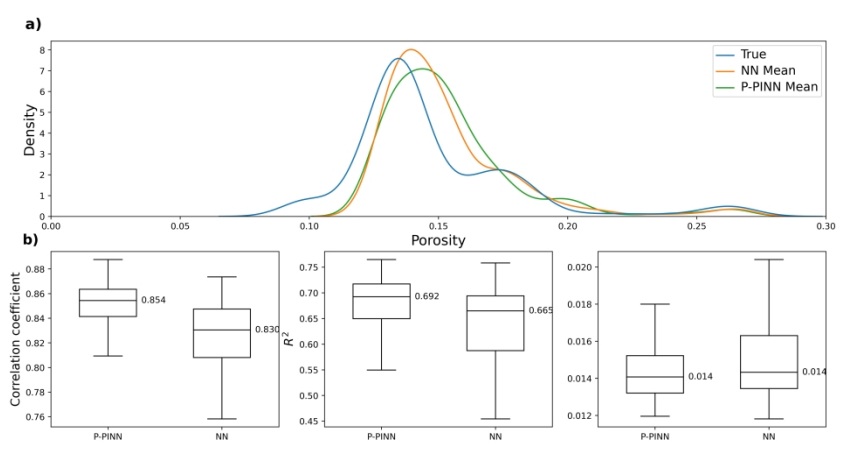 a)
Density
8
7
6
5
4
3
2
1
0
0.00 0.05 0.10 0.15 0.20 0.25 0.30
Porosity
True
NN Mean
P-PINN Mean
b)
Correlation coefficient
0.88
0.86
0.84
0.82
0.80
0.78
0.76
0.854
0.830
P-PINN NN
R²
0.75
0.70
0.65
0.60
0.55
0.50
0.45
0.692
0.665
P-PINN NN
0.020
0.018
0.016
0.014
0.012
0.014
0.014
P-PINN NN